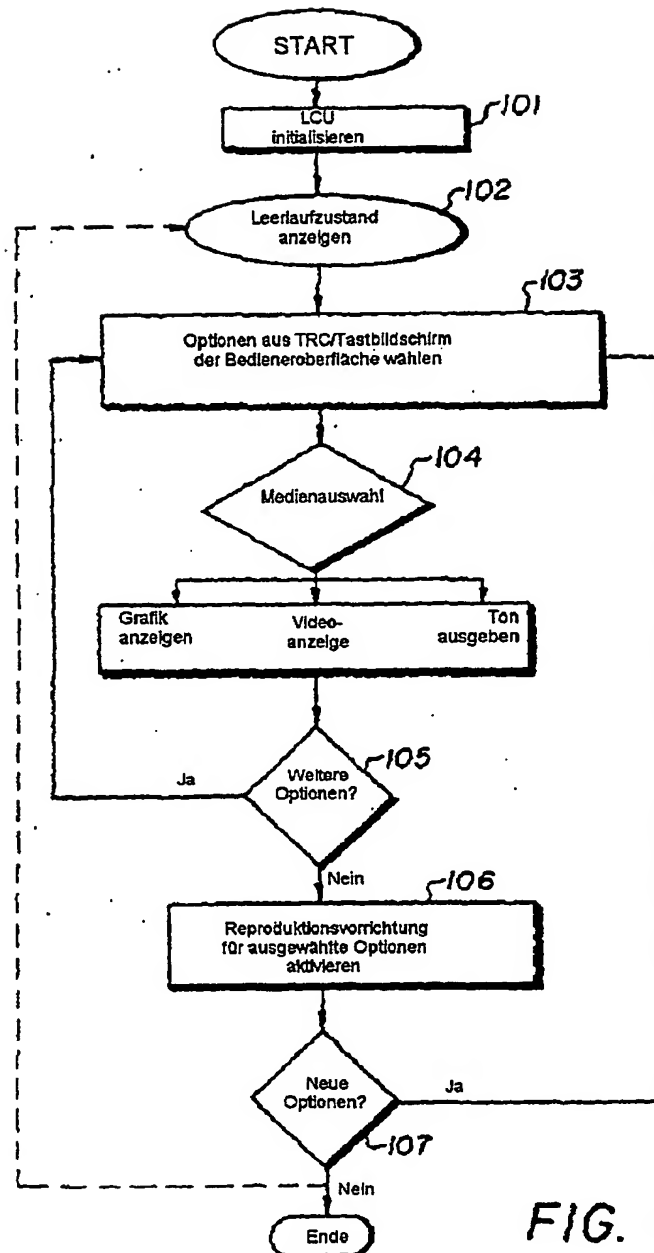 START
101
LCU
initialisieren
102
Leerlaufzustand
anzeigen
103
Optionen aus TRC/Tastbildschirm
der Bedieneroberfläche wählen
104
Medienauswahl
Grafik
anzeigen
Video-
anzeige
Ton
ausgeben
105
Weitere
Optionen?
Ja
Nein
106
Reproduktionsvorrichtung
für ausgewählte Optionen
aktivieren
Neue
Optionen?
Ja
107
Nein
Ende
FIG.